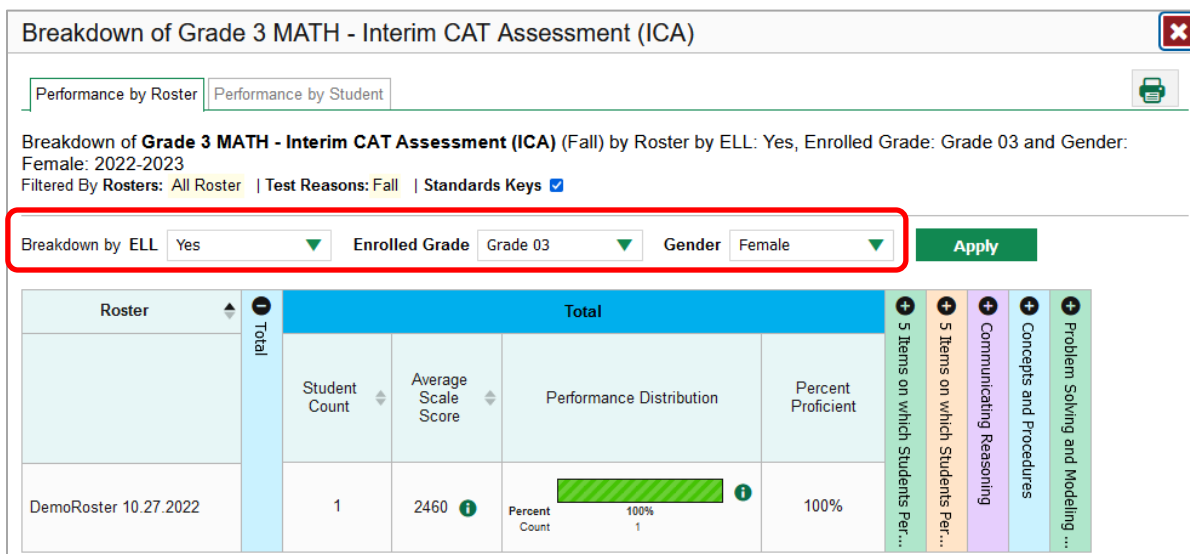 Breakdown of Grade 3 MATH - Interim CAT Assessment (ICA)
Performance by Roster
Performance by Student
Breakdown of Grade 3 MATH - Interim CAT Assessment (ICA) (Fall) by Roster by ELL: Yes, Enrolled Grade: Grade 03 and Gender:
Female: 2022-2023
Filtered By Rosters: All Roster | Test Reasons: Fall | Standards Keys
Breakdown by ELL Yes Enrolled Grade Grade 03 Gender Female Apply
Roster
Total
Total
Student
Count
Average
Scale
Score
Performance Distribution
Percent
Proficient
5 Items on which Students Per...
5 Items on which Students Per...
Communicating Reasoning
Concepts and Procedures
Problem Solving and Modeling ...
DemoRoster 10.27.2022
1
2460
Percent 100%
Count 1
100%